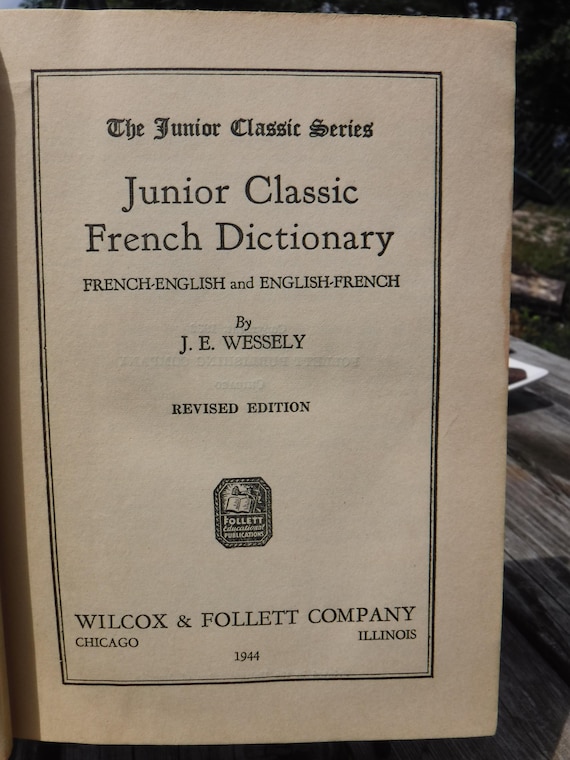 The Junior Classic Series
Junior Classic
French Dictionary
FRENCH-ENGLISH and ENGLISH-FRENCH
By
J. E. WESSELY
REVISED EDITION
FOLLETT
Educational
PUBLICATIONS
WILCOX & FOLLETT COMPANY
CHICAGO ILLINOIS
1944